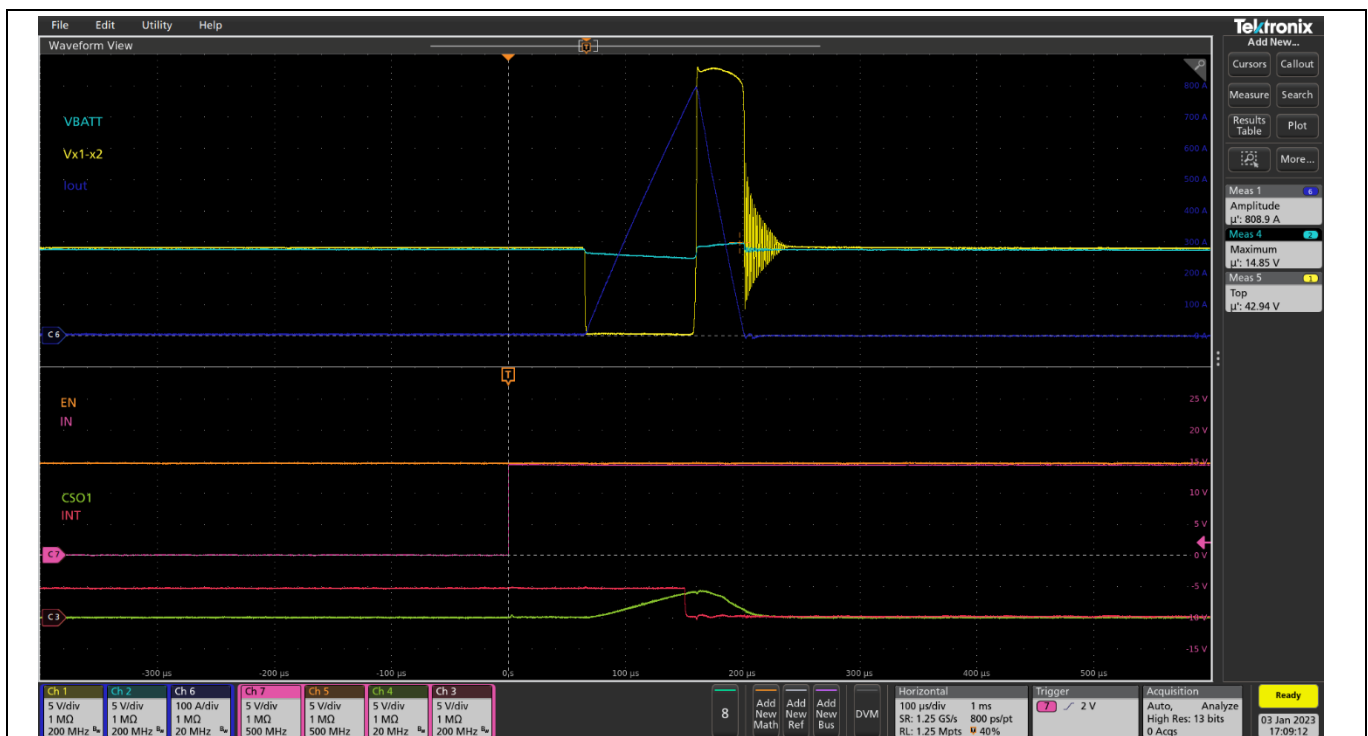 File Edit Utility Help
Tektronix
Waveform View
Add New...
Cursors Callout
Measure Search
Results Table Plot
More...
Meas 1 6
Amplitude
µ': 808.9 A
Meas 4 2
Maximum
µ': 14.85 V
Meas 5 1
Top
µ': 42.94 V
T
VBATT
Vx1-x2
Iout
800 A
700 A
600 A
500 A
400 A
300 A
200 A
100 A
0 A
C6
T
EN
IN
CSO1
INT
25 V
20 V
15 V
10 V
5 V
0 V
-5 V
-10 V
-15 V
C7
C3
-300 µs -200 µs -100 µs 0s 100 µs 200 µs 300 µs 400 µs 500 µs
Ch 1 Ch 2 Ch 6 Ch 7 Ch 5 Ch 4 Ch 3
5 V/div 5 V/div 100 A/div 5 V/div 5 V/div 5 V/div 5 V/div
1 MΩ 1 MΩ 1 MΩ 1 MΩ 1 MΩ 1 MΩ 1 MΩ
200 MHz 200 MHz 20 MHz 500 MHz 500 MHz 20 MHz 200 MHz
8
Add New Math
Add New Ref
Add New Bus
DVM
Horizontal
100 µs/div 1 ms
SR: 1.25 GS/s 800 ps/pt
RL: 1.25 Mpts 40%
Trigger
7 2 V
Acquisition
Auto, Analyze
High Res: 13 bits
0 Acqs
Ready
03 Jan 2023
17:09:12